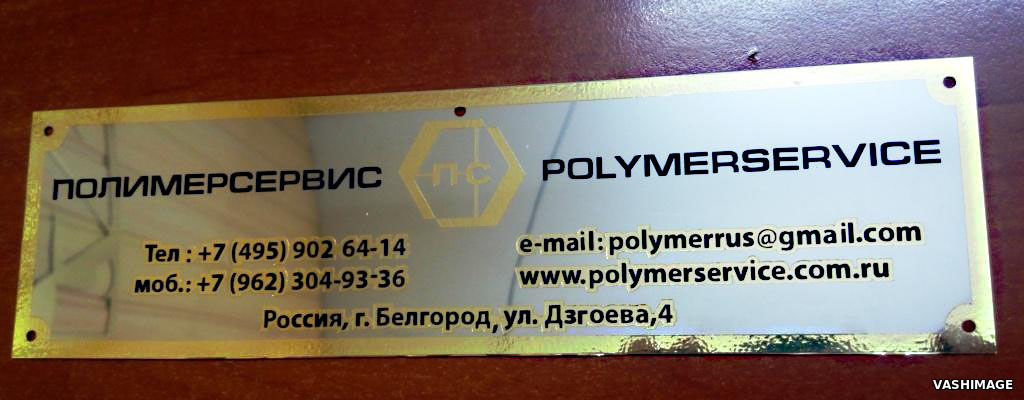 ПОЛИМЕРСЕРВИС ПС POLYMERSERVICE
Тел : +7 (495) 902 64-14 e-mail: polymerrus@gmail.com
моб.: +7 (962) 304-93-36 www.polymerservice.com.ru
Россия, г. Белгород, ул. Дзгоева,4
VASHIMAGE